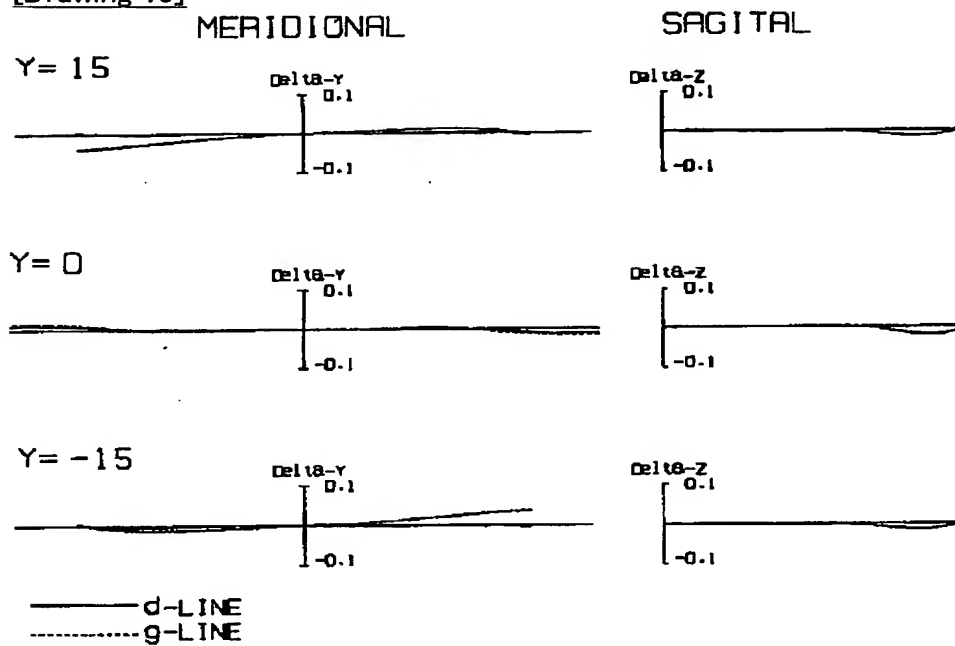 MERIDIONAL SAGITAL
Y= 15
Delta-Y Delta-Z
0.1 0.1
-0.1 -0.1
Y= 0
Delta-Y Delta-Z
0.1 0.1
-0.1 -0.1
Y= -15
Delta-Y Delta-Z
0.1 0.1
-0.1 -0.1
d-LINE
g-LINE